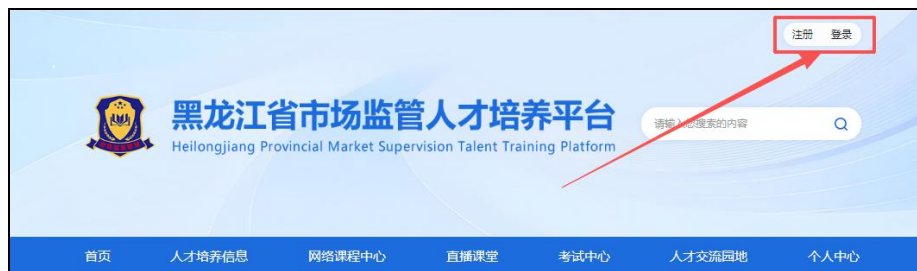 注册 登录
黑龙江省市场监管人才培养平台
Heilongjiang Provincial Market Supervision Talent Training Platform
请输入您搜索的内容
首页 人才培养信息 网络课程中心 直播课堂 考试中心 人才交流园地 个人中心